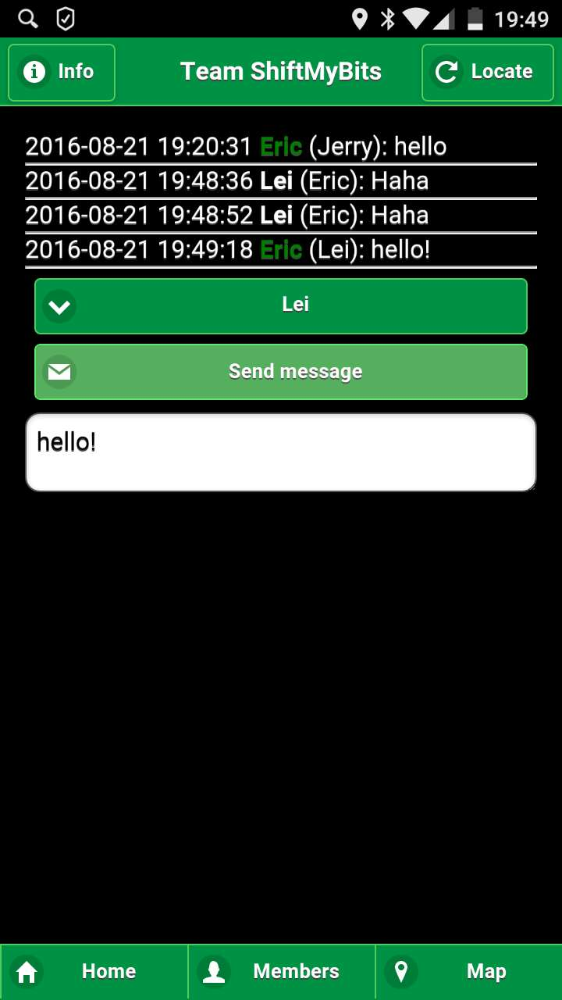 19:49
Info
Team ShiftMyBits
Locate
2016-08-21 19:20:31 Eric (Jerry): hello
2016-08-21 19:48:36 Lei (Eric): Haha
2016-08-21 19:48:52 Lei (Eric): Haha
2016-08-21 19:49:18 Eric (Lei): hello!
Lei
Send message
hello!
Home
Members
Map